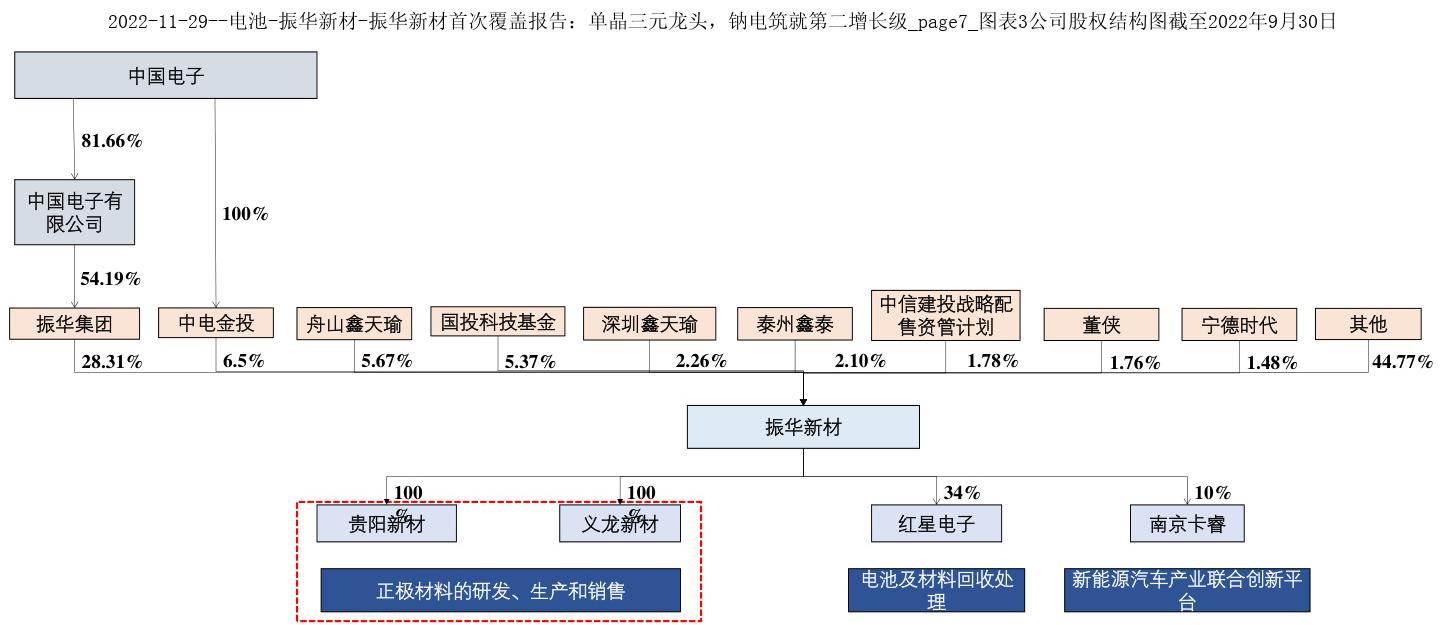 2022-11-29--电池-振华新材-振华新材首次覆盖报告：单晶三元龙头，钠电筑就第二增长级_page7_图表3公司股权结构图截至2022年9月30日
中国电子
81.66%
100%
中国电子有
限公司
54.19%
振华集团
中电金投
舟山鑫天瑜
国投科技基金
深圳鑫天瑜
泰州鑫泰
中信建投战略配
售资管计划
董侠
宁德时代
其他
28.31%
6.5%
5.67%
5.37%
2.26%
2.10%
1.78%
1.76%
1.48%
44.77%
振华新材
100
%
100
%
34%
10%
贵阳新材
义龙新材
红星电子
南京卡睿
正极材料的研发、生产和销售
电池及材料回收处
理
新能源汽车产业联合创新平
台